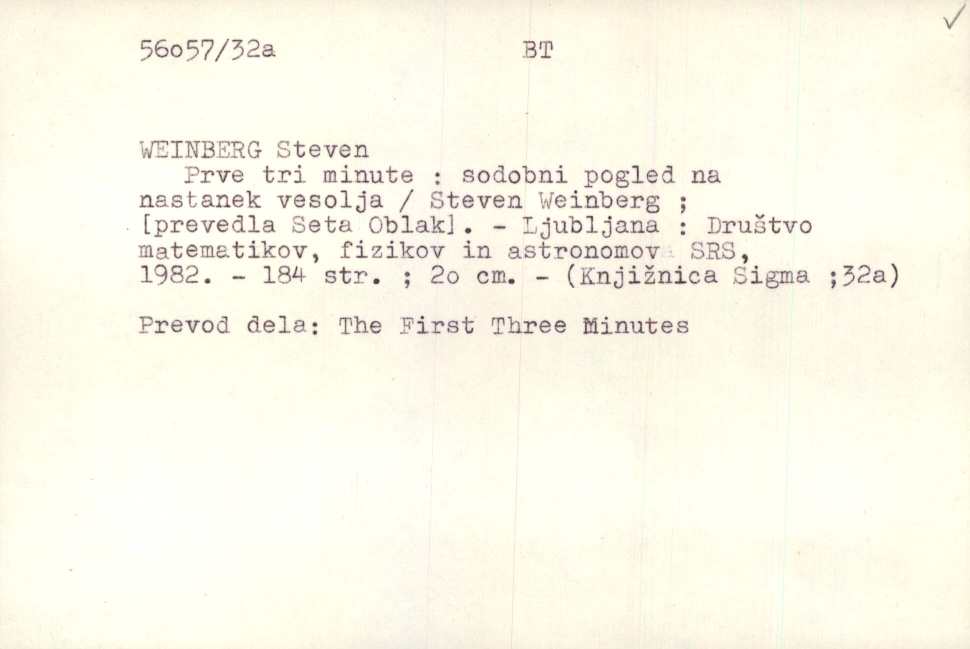 56o57/32a BT
WEINBERG Steven
Prve tri minute : sodobni pogled na
nastanek vesolja / Steven Weinberg ;
[prevedla Seta Oblak]. - Ljubljana : Društvo
matematikov, fizikov in astronomov SRS,
1982. - 184 str. ; 2o cm. - (Knjižnica Sigma ;32a)
Prevod dela: The First Three Minutes